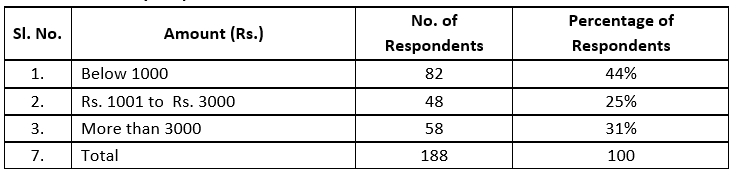 Sl. No. Amount (Rs.) No. of Respondents Percentage of Respondents
1. Below 1000 82 44%
2. Rs. 1001 to Rs. 3000 48 25%
3. More than 3000 58 31%
7. Total 188 100